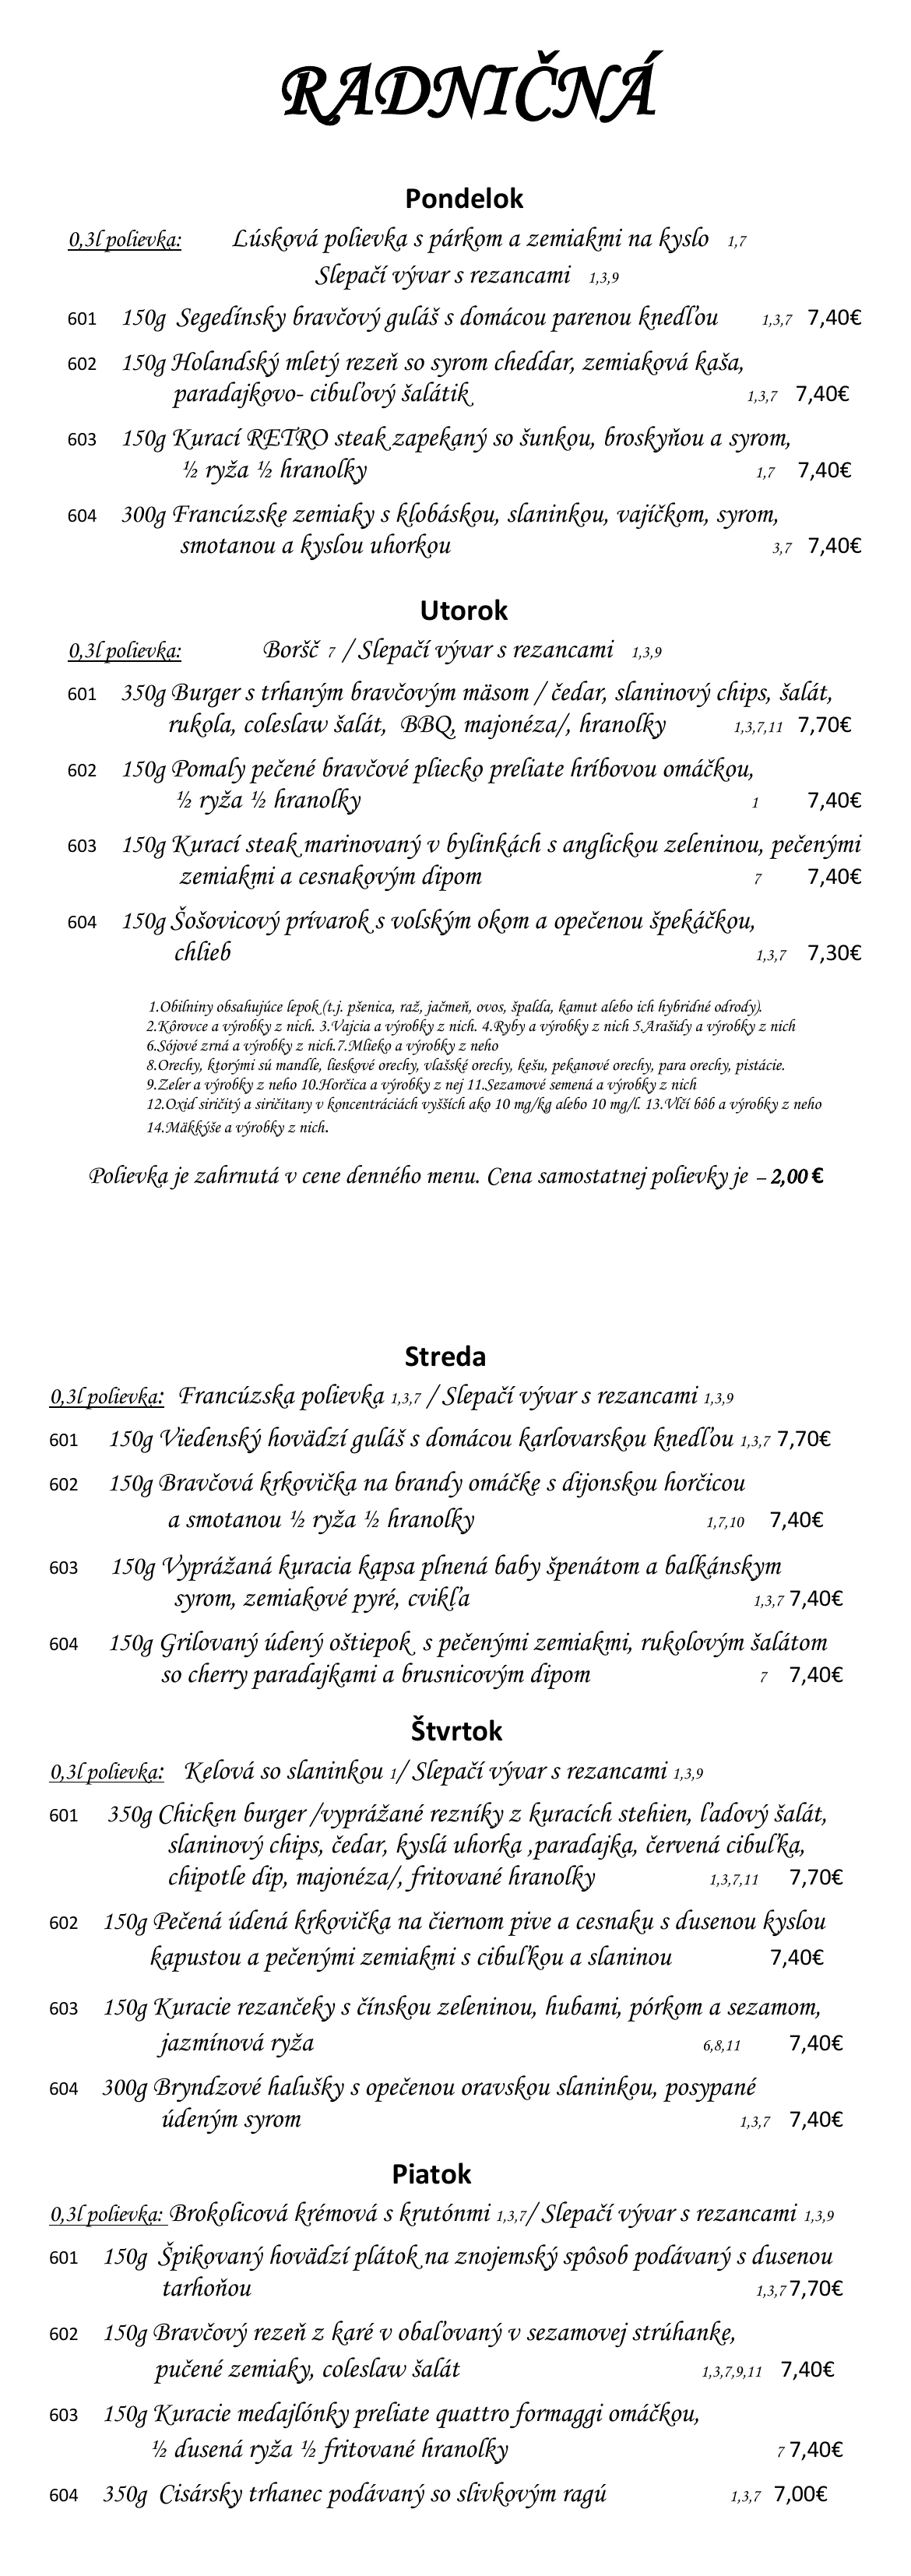 RADNIČNÁ
Pondelok
0,3l polievka: Lúsková polievka s párkom a zemiakmi na kyslo 1,7
Slepačí vývar s rezancami 1,3,9
601 150g Segedínsky bravčový guláš s domácou parenou knedľou 1,3,7 7,40€
602 150g Holandský mletý rezeň so syrom cheddar, zemiaková kaša,
paradajkovo- cibuľový šalátik 1,3,7 7,40€
603 150g Kurací RETRO steak zapekaný so šunkou, broskyňou a syrom,
½ ryža ½ hranolky 1,7 7,40€
604 300g Francúzske zemiaky s klobáskou, slaninkou, vajíčkom, syrom,
smotanou a kyslou uhorkou 3,7 7,40€
Utorok
0,3l polievka: Boršč 7 / Slepačí vývar s rezancami 1,3,9
601 350g Burger s trhaným bravčovým mäsom / čedar, slaninový chips, šalát,
rukola, coleslaw šalát, BBQ, majonéza/, hranolky 1,3,7,11 7,70€
602 150g Pomaly pečené bravčové pliecko preliate hríbovou omáčkou,
½ ryža ½ hranolky 1 7,40€
603 150g Kurací steak marinovaný v bylinkách s anglickou zeleninou, pečenými
zemiakmi a cesnakovým dipom 7 7,40€
604 150g Šošovicový prívarok s volským okom a opečenou špekáčkou,
chlieb 1,3,7 7,30€
1.Obilniny obsahujúce lepok (t.j. pšenica, raž, jačmeň, ovos, špalda, kamut alebo ich hybridné odrody).
2.Kôrovce a výrobky z nich. 3.Vajcia a výrobky z nich. 4.Ryby a výrobky z nich 5.Arašidy a výrobky z nich
6.Sójové zrná a výrobky z nich.7.Mlieko a výrobky z neho
8.Orechy, ktorými sú mandle, lieskové orechy, vlašské orechy, kešu, pekanové orechy, para orechy, pistácie.
9.Zeler a výrobky z neho 10.Horčica a výrobky z nej 11.Sezamové semená a výrobky z nich
12.Oxid siričitý a siričitany v koncentráciách vyšších ako 10 mg/kg alebo 10 mg/l. 13.Vlčí bôb a výrobky z neho
14.Mäkkýše a výrobky z nich.
Polievka je zahrnutá v cene denného menu. Cena samostatnej polievky je – 2,00 €
Streda
0,3l polievka: Francúzska polievka 1,3,7 / Slepačí vývar s rezancami 1,3,9
601 150g Viedenský hovädzí guláš s domácou karlovarskou knedľou 1,3,7 7,70€
602 150g Bravčová krkovička na brandy omáčke s dijonskou horčicou
a smotanou ½ ryža ½ hranolky 1,7,10 7,40€
603 150g Vyprážaná kuracia kapsa plnená baby špenátom a balkánskym
syrom, zemiakové pyré, cvikľa 1,3,7 7,40€
604 150g Grilovaný údený oštiepok s pečenými zemiakmi, rukolovým šalátom
so cherry paradajkami a brusnicovým dipom 7 7,40€
Štvrtok
0,3l polievka: Kelová so slaninkou 1/ Slepačí vývar s rezancami 1,3,9
601 350g Chicken burger /vyprážané rezníky z kuracích stehien, ľadový šalát,
slaninový chips, čedar, kyslá uhorka ,paradajka, červená cibuľka,
chipotle dip, majonéza/, fritované hranolky 1,3,7,11 7,70€
602 150g Pečená údená krkovička na čiernom pive a cesnaku s dusenou kyslou
kapustou a pečenými zemiakmi s cibuľkou a slaninou 7,40€
603 150g Kuracie rezančeky s čínskou zeleninou, hubami, pórkom a sezamom,
jazmínová ryža 6,8,11 7,40€
604 300g Bryndzové halušky s opečenou oravskou slaninkou, posypané
údeným syrom 1,3,7 7,40€
Piatok
0,3l polievka: Brokolicová krémová s krutónmi 1,3,7/ Slepačí vývar s rezancami 1,3,9
601 150g Špikovaný hovädzí plátok na znojemský spôsob podávaný s dusenou
tarhoňou 1,3,7 7,70€
602 150g Bravčový rezeň z karé v obaľovaný v sezamovej strúhanke,
pučené zemiaky, coleslaw šalát 1,3,7,9,11 7,40€
603 150g Kuracie medajlónky preliate quattro formaggi omáčkou,
½ dusená ryža ½ fritované hranolky 7 7,40€
604 350g Cisársky trhanec podávaný so slivkovým ragú 1,3,7 7,00€